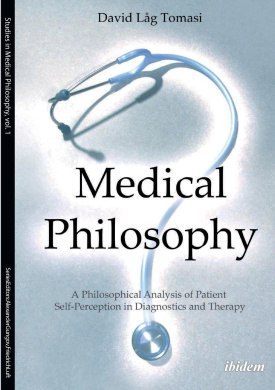 David Låg Tomasi
Studies in Medical Philosophy, vol. 1
Medical
Philosophy
A Philosophical Analysis of Patient
Self-Perception in Diagnostics and Therapy
ibidem